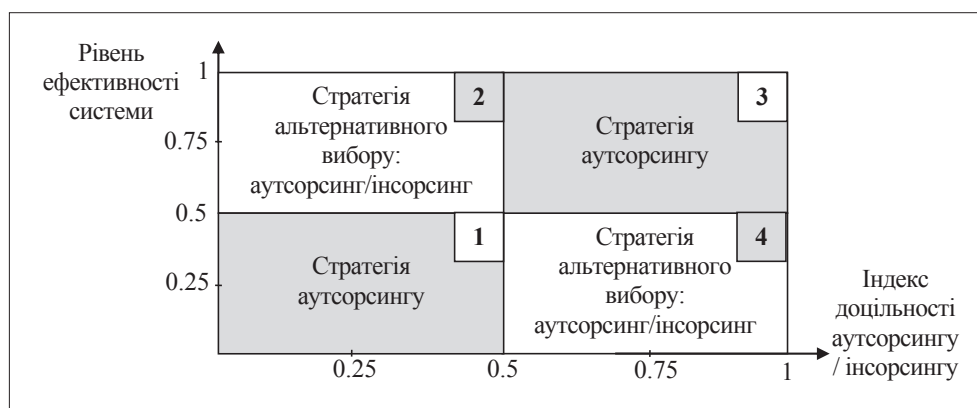 Рівень
ефективності
системи
1
0.75
0.5
0.25
Стратегія
альтернативного
вибору:
аутсорсинг/інсорсинг
2
Стратегія
аутсорсингу
3
Стратегія
аутсорсингу
1
Стратегія
альтернативного
вибору:
аутсорсинг/інсорсинг
4
0.25
0.5
0.75
1
Індекс
доцільності
аутсорсингу
/ інсорсингу